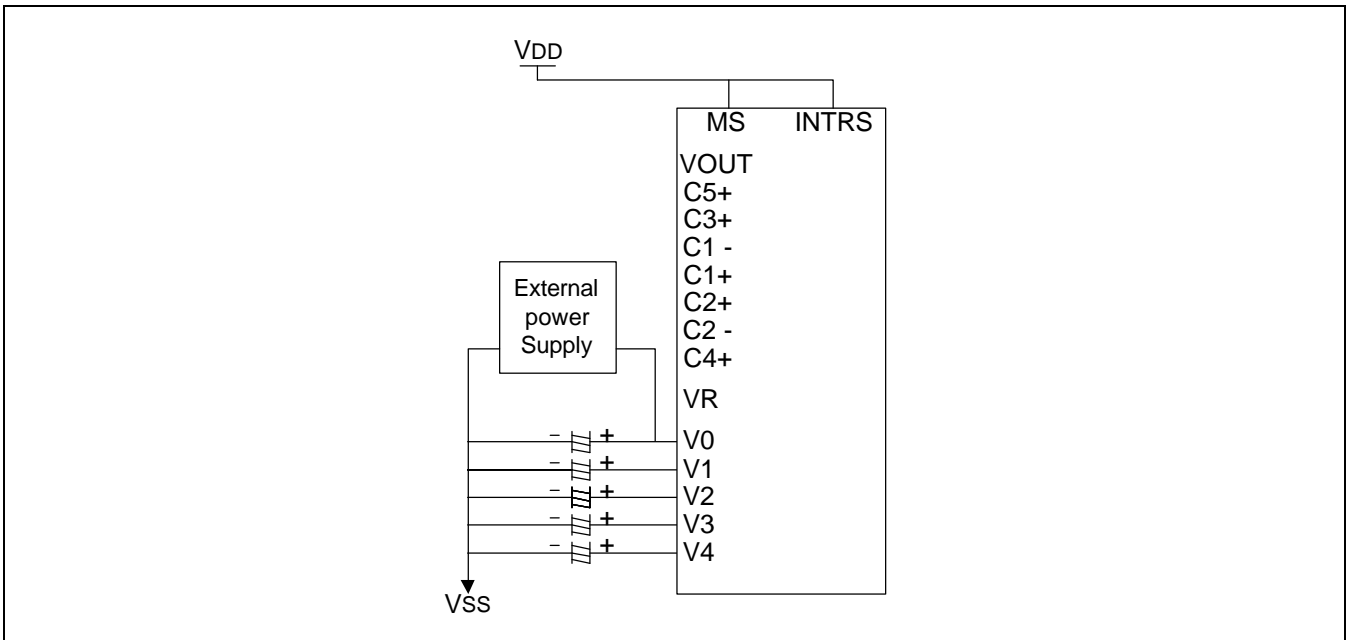 VDD
MS INTRS
VOUT
C5+
C3+
C1 -
C1+
C2+
C2 -
C4+
VR
External
power
Supply
− + V0
− + V1
− + V2
− + V3
− + V4
VSS